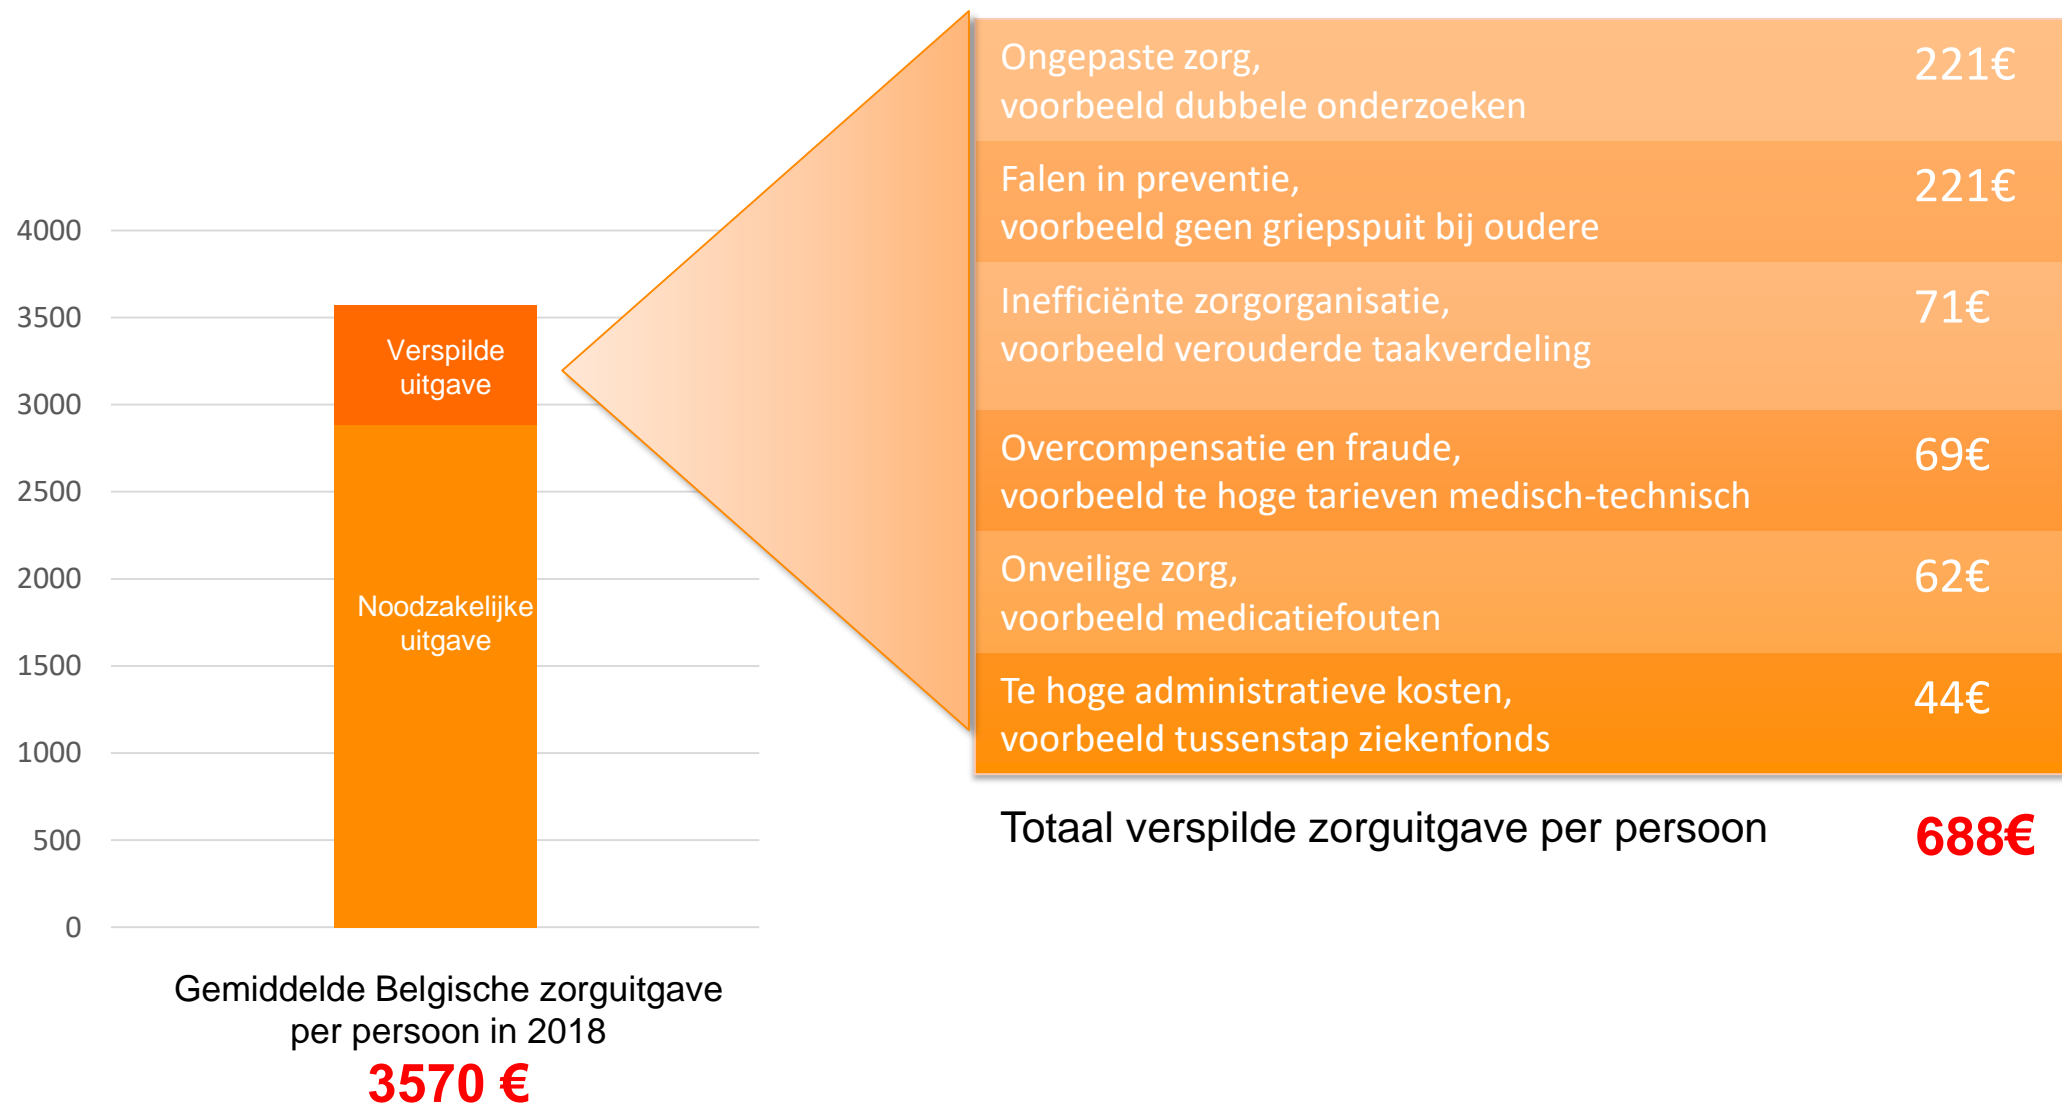 4000
3500
3000
2500
2000
1500
1000
500
0
Verspilde
uitgave
Noodzakelijke
uitgave
Gemiddelde Belgische zorguitgave
per persoon in 2018
3570 €
Ongepaste zorg,
voorbeeld dubbele onderzoeken
221€
Falen in preventie,
voorbeeld geen griepspuit bij oudere
221€
Inefficiënte zorgorganisatie,
voorbeeld verouderde taakverdeling
71€
Overcompensatie en fraude,
voorbeeld te hoge tarieven medisch-technisch
69€
Onveilige zorg,
voorbeeld medicatiefouten
62€
Te hoge administratieve kosten,
voorbeeld tussenstap ziekenfonds
44€
Totaal verspilde zorguitgave per persoon
688€